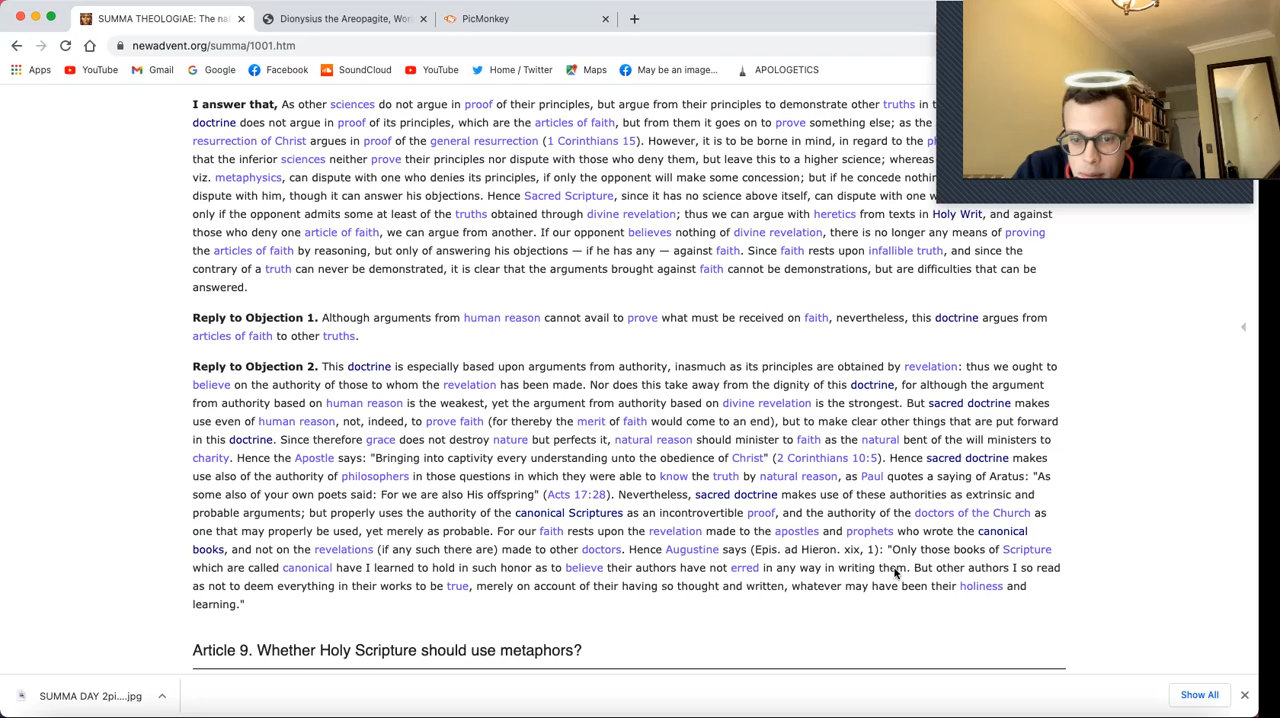 SUMMA THEOLOGIAE: The na
Dionysius the Areopagite, Wor
PicMonkey
newadvent.org/summa/1001.htm
Apps YouTube Gmail Google Facebook SoundCloud YouTube Home / Twitter Maps May be an image... APOLOGETICS
I answer that, As other sciences do not argue in proof of their principles, but argue from their principles to demonstrate other truths in t
doctrine does not argue in proof of its principles, which are the articles of faith, but from them it goes on to prove something else; as the
resurrection of Christ argues in proof of the general resurrection (1 Corinthians 15). However, it is to be borne in mind, in regard to the ph
that the inferior sciences neither prove their principles nor dispute with those who deny them, but leave this to a higher science; whereas
viz. metaphysics, can dispute with one who denies its principles, if only the opponent will make some concession; but if he concede nothin
dispute with him, though it can answer his objections. Hence Sacred Scripture, since it has no science above itself, can dispute with one w
only if the opponent admits some at least of the truths obtained through divine revelation; thus we can argue with heretics from texts in Holy Writ, and against
those who deny one article of faith, we can argue from another. If our opponent believes nothing of divine revelation, there is no longer any means of proving
the articles of faith by reasoning, but only of answering his objections — if he has any — against faith. Since faith rests upon infallible truth, and since the
contrary of a truth can never be demonstrated, it is clear that the arguments brought against faith cannot be demonstrations, but are difficulties that can be
answered.
Reply to Objection 1. Although arguments from human reason cannot avail to prove what must be received on faith, nevertheless, this doctrine argues from
articles of faith to other truths.
Reply to Objection 2. This doctrine is especially based upon arguments from authority, inasmuch as its principles are obtained by revelation: thus we ought to
believe on the authority of those to whom the revelation has been made. Nor does this take away from the dignity of this doctrine, for although the argument
from authority based on human reason is the weakest, yet the argument from authority based on divine revelation is the strongest. But sacred doctrine makes
use even of human reason, not, indeed, to prove faith (for thereby the merit of faith would come to an end), but to make clear other things that are put forward
in this doctrine. Since therefore grace does not destroy nature but perfects it, natural reason should minister to faith as the natural bent of the will ministers to
charity. Hence the Apostle says: "Bringing into captivity every understanding unto the obedience of Christ" (2 Corinthians 10:5). Hence sacred doctrine makes
use also of the authority of philosophers in those questions in which they were able to know the truth by natural reason, as Paul quotes a saying of Aratus: "As
some also of your own poets said: For we are also His offspring" (Acts 17:28). Nevertheless, sacred doctrine makes use of these authorities as extrinsic and
probable arguments; but properly uses the authority of the canonical Scriptures as an incontrovertible proof, and the authority of the doctors of the Church as
one that may properly be used, yet merely as probable. For our faith rests upon the revelation made to the apostles and prophets who wrote the canonical
books, and not on the revelations (if any such there are) made to other doctors. Hence Augustine says (Epis. ad Hieron. xix, 1): "Only those books of Scripture
which are called canonical have I learned to hold in such honor as to believe their authors have not erred in any way in writing them. But other authors I so read
as not to deem everything in their works to be true, merely on account of their having so thought and written, whatever may have been their holiness and
learning."
Article 9. Whether Holy Scripture should use metaphors?
SUMMA DAY 2pi....jpg
Show All